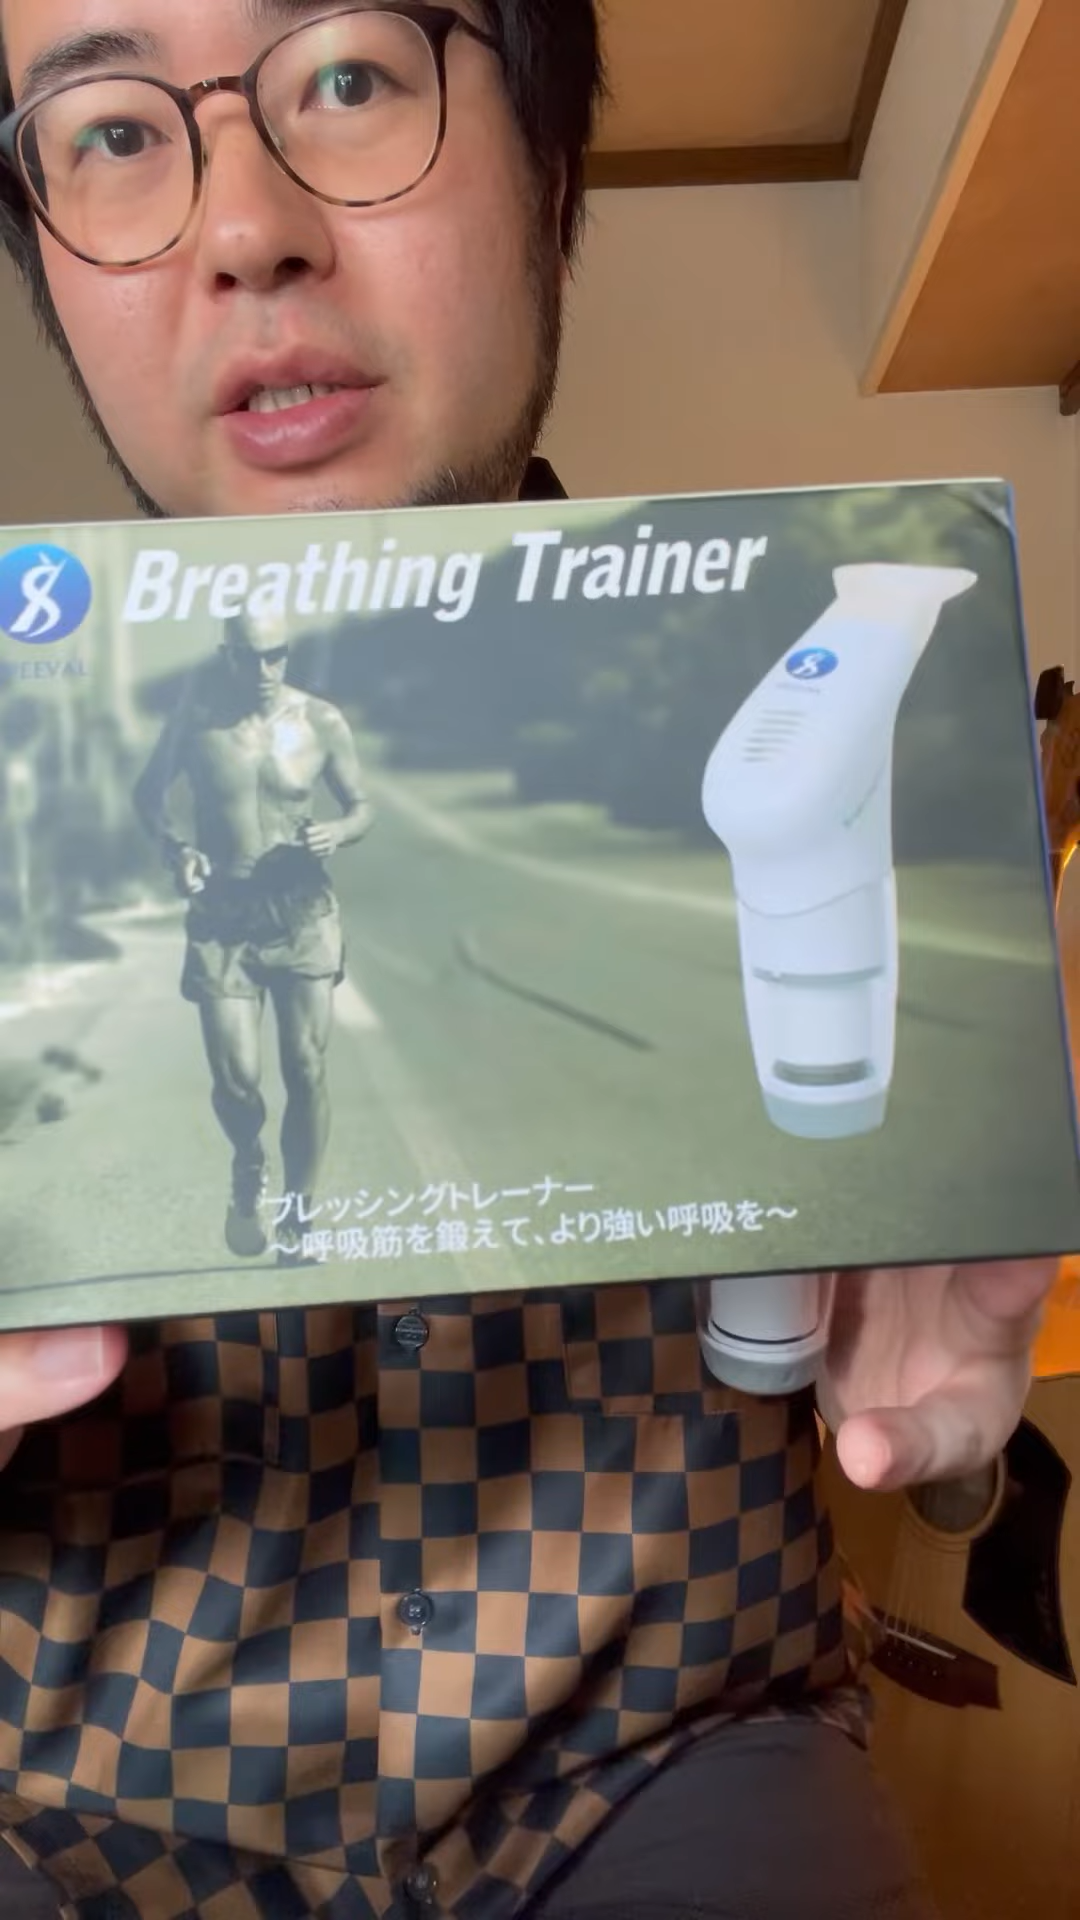 Breathing Trainer
ブレッシングトレーナー
～呼吸筋を鍛えて、より強い呼吸を～